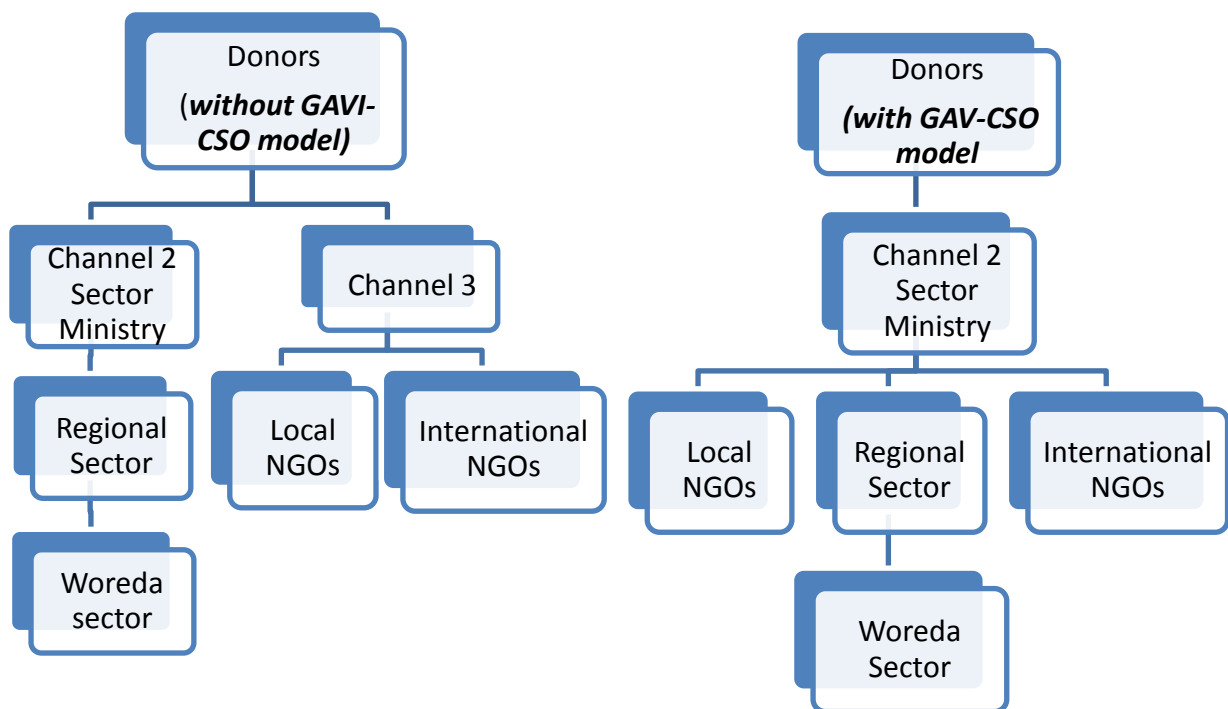 Donors
(without GAVI-
CSO model)
Channel 2
Sector
Ministry
Channel 3
Regional
Sector
Local
NGOs
International
NGOs
Woreda
sector
Donors
(with GAV-CSO
model
Channel 2
Sector
Ministry
Local
NGOs
Regional
Sector
International
NGOs
Woreda
Sector